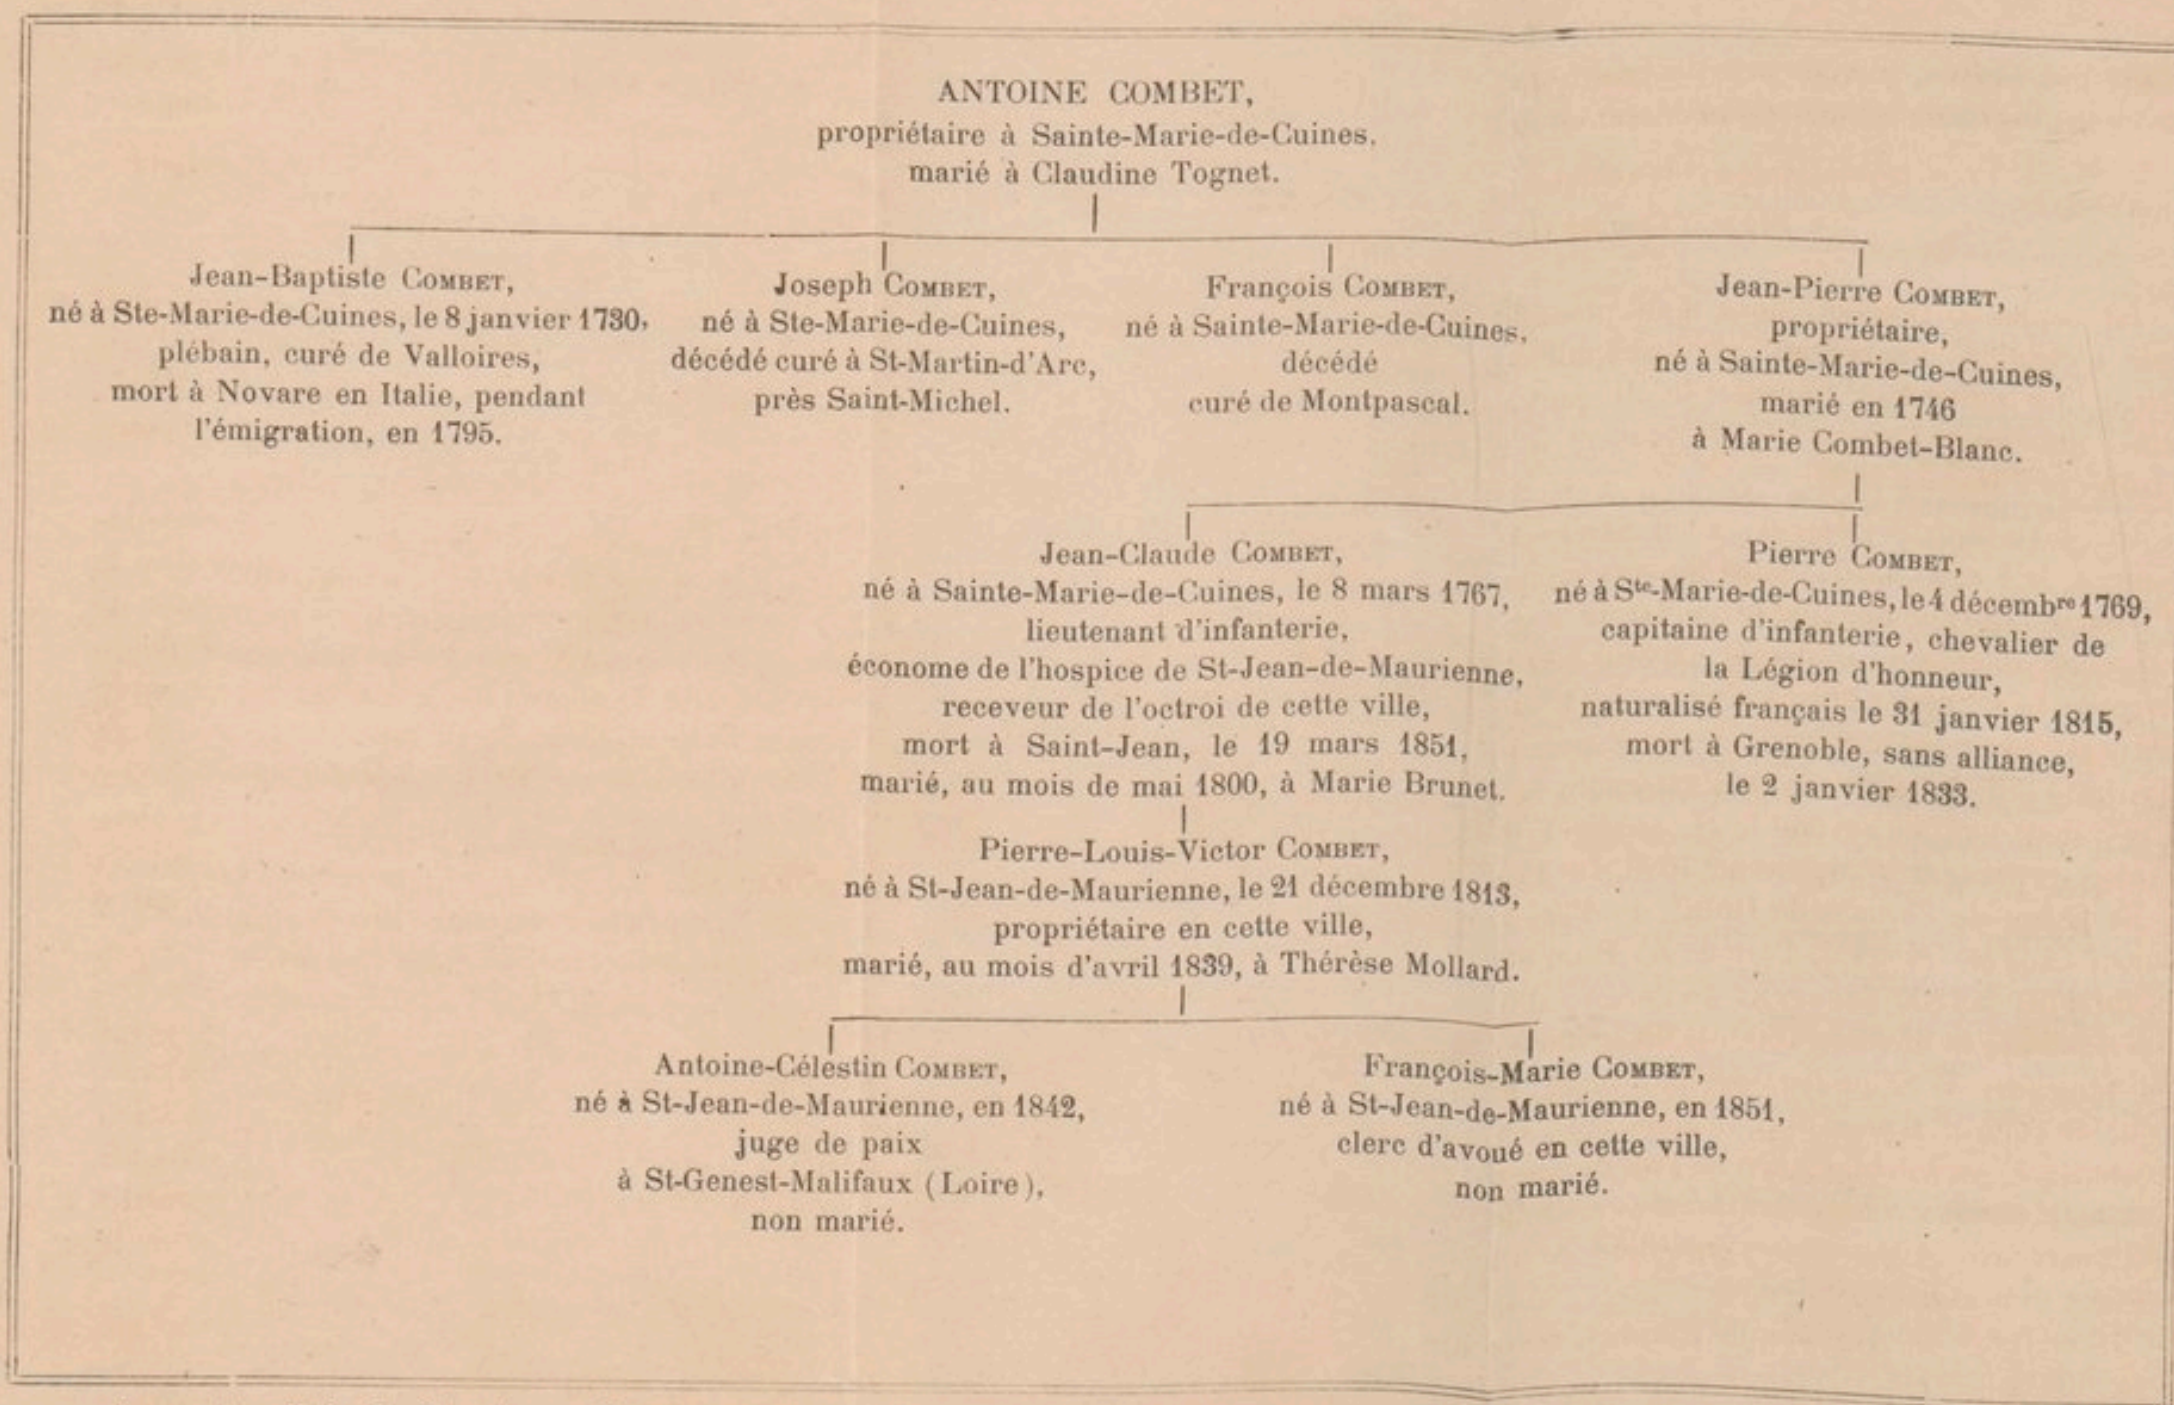 ANTOINE COMBET,
propriétaire à Sainte-Marie-de-Cuines.
marié à Claudine Tognet.
Jean-Baptiste COMBET,
né à Ste-Marie-de-Cuines, le 8 janvier 1730,
plébain, curé de Valloires,
mort à Novare en Italie, pendant
l'émigration, en 1795.
Joseph COMBET,
né à Ste-Marie-de-Cuines,
décédé curé à St-Martin-d'Arc,
près Saint-Michel.
François COMBET,
né à Sainte-Marie-de-Cuines,
décédé
curé de Montpascal.
Jean-Pierre COMBET,
propriétaire,
né à Sainte-Marie-de-Cuines,
marié en 1746
à Marie Combet-Blanc.
Jean-Claude COMBET,
né à Sainte-Marie-de-Cuines, le 8 mars 1767,
lieutenant d'infanterie,
économe de l'hospice de St-Jean-de-Maurienne,
receveur de l'octroi de cette ville,
mort à Saint-Jean, le 19 mars 1851,
marié, au mois de mai 1800, à Marie Brunet.
Pierre COMBET,
né à Ste-Marie-de-Cuines, le 4 décembre 1769,
capitaine d'infanterie, chevalier de
la Légion d'honneur,
naturalisé français le 31 janvier 1815,
mort à Grenoble, sans alliance,
le 2 janvier 1833.
Pierre-Louis-Victor COMBET,
né à St-Jean-de-Maurienne, le 21 décembre 1813,
propriétaire en cette ville,
marié, au mois d'avril 1839, à Thérèse Mollard.
Antoine-Célestin COMBET,
né à St-Jean-de-Maurienne, en 1842,
juge de paix
à St-Genest-Malifaux (Loire),
non marié.
François-Marie COMBET,
né à St-Jean-de-Maurienne, en 1851,
clerc d'avoué en cette ville,
non marié.